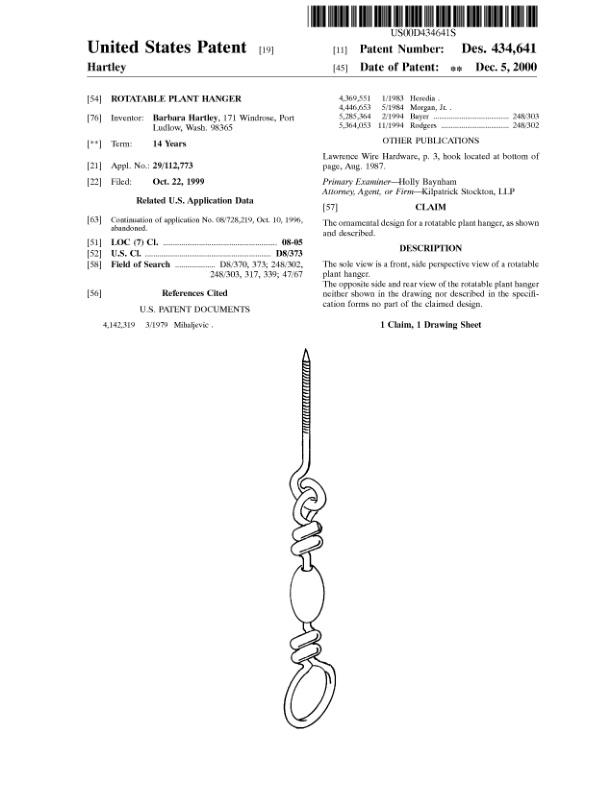 US00D434641S
United States Patent [19]
Hartley
[11] Patent Number: Des. 434,641
[45] Date of Patent: ** Dec. 5, 2000
[54] ROTATABLE PLANT HANGER
[76] Inventor: Barbara Hartley, 171 Windrose, Port
Ludlow, Wash. 98365
[**] Term: 14 Years
[21] Appl. No.: 29/112,773
[22] Filed: Oct. 22, 1999
Related U.S. Application Data
[63] Continuation of application No. 08/728,219, Oct. 10, 1996,
abandoned.
[51] LOC (7) Cl. .................................................. 08-05
[52] U.S. Cl. .................................................. D8/373
[58] Field of Search .................. D8/370, 373; 248/302,
248/303, 317, 339; 47/67
[56] References Cited
U.S. PATENT DOCUMENTS
4,142,319 3/1979 Mihaljevic .
4,369,551 1/1983 Heredia .
4,446,653 5/1984 Morgan, Jr. .
5,285,364 2/1994 Buyer .................................. 248/303
5,364,053 11/1994 Rodgers .............................. 248/302
OTHER PUBLICATIONS
Lawrence Wire Hardware, p. 3, hook located at bottom of
page, Aug. 1987.
Primary Examiner—Holly Baynham
Attorney, Agent, or Firm—Kilpatrick Stockton, LLP
[57] CLAIM
The ornamental design for a rotatable plant hanger, as shown
and described.
DESCRIPTION
The sole view is a front, side perspective view of a rotatable
plant hanger.
The opposite side and rear view of the rotatable plant hanger
neither shown in the drawing nor described in the specifi-
cation forms no part of the claimed design.
1 Claim, 1 Drawing Sheet